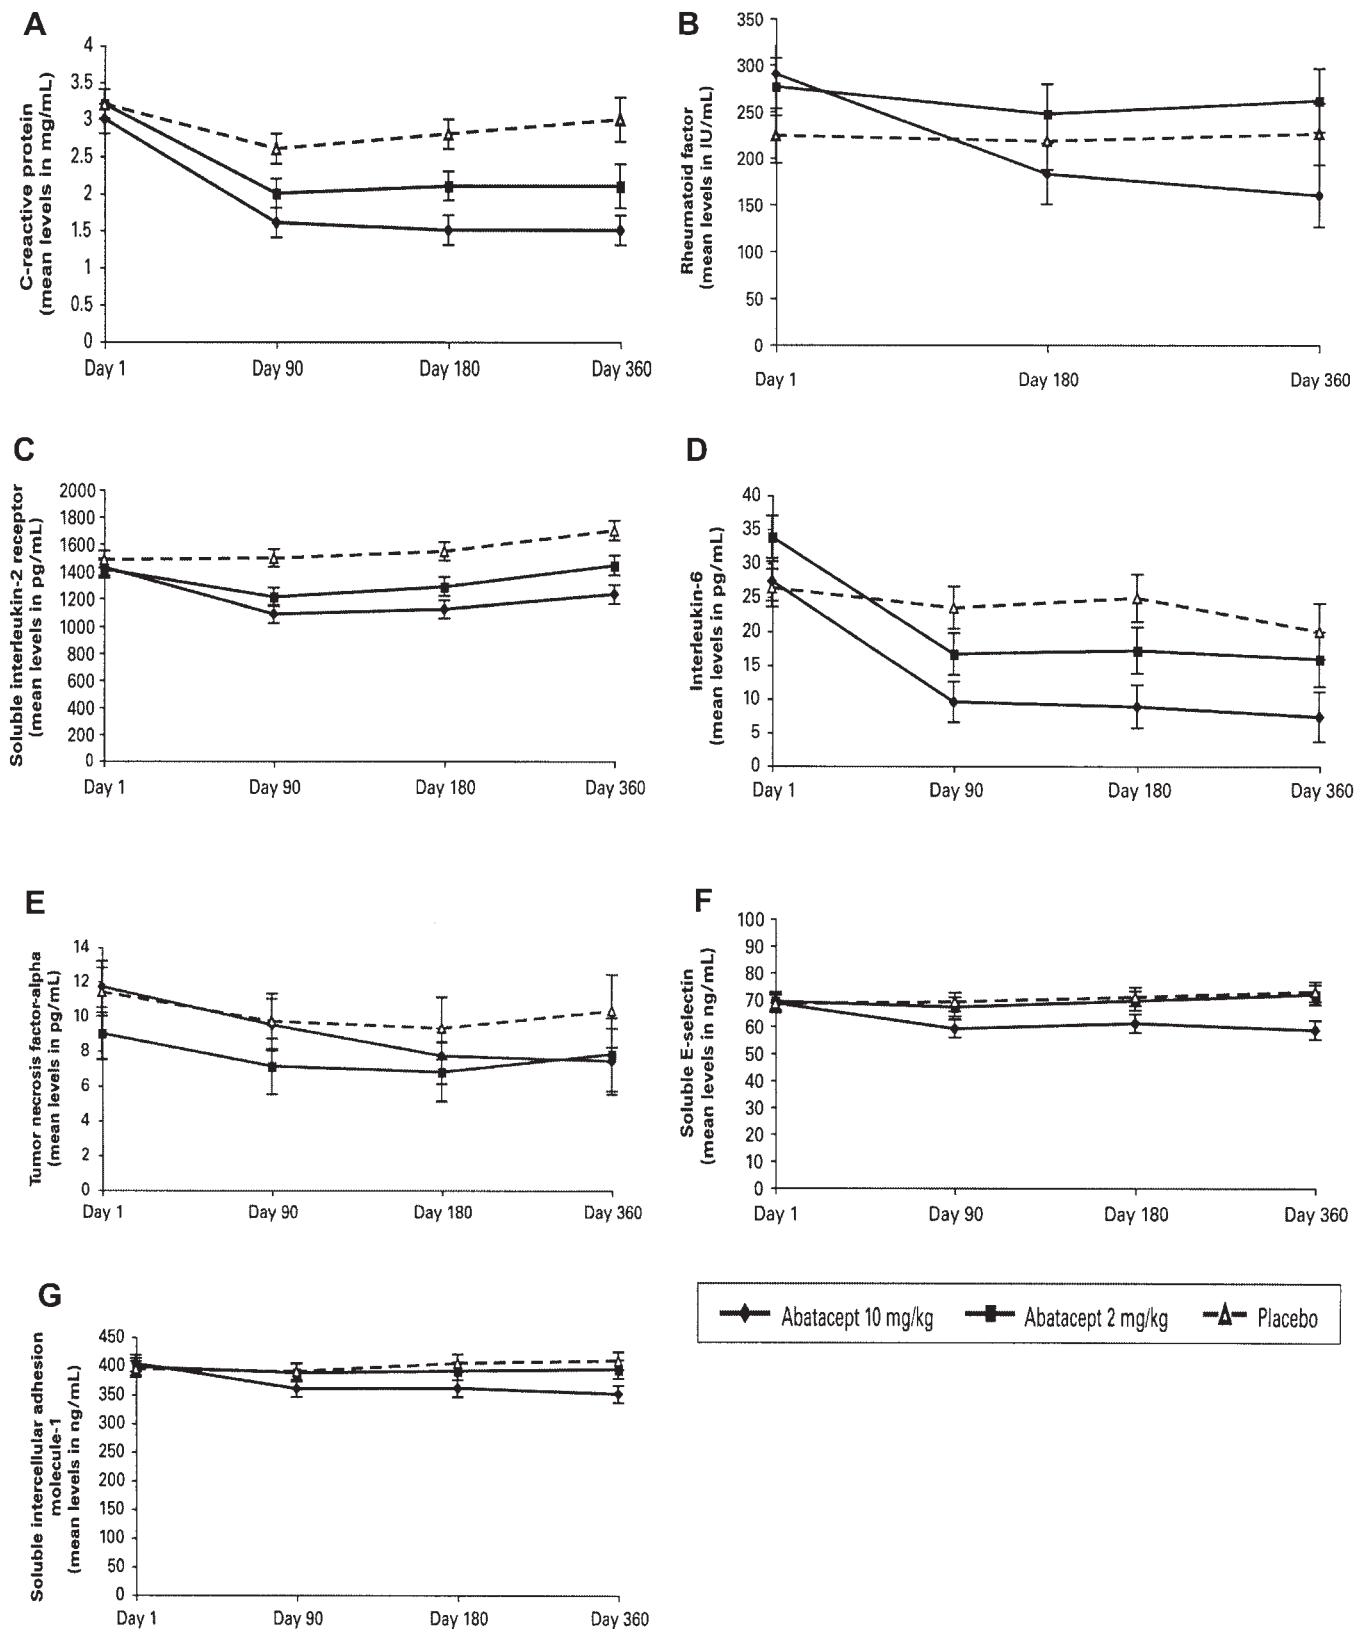 A
C-reactive protein
(mean levels in mg/mL)
4
3.5
3
2.5
2
1.5
1
0.5
0
Day 1
Day 90
Day 180
Day 360
B
Rheumatoid factor
(mean levels in IU/mL)
350
300
250
200
150
100
50
0
Day 1
Day 180
Day 360
C
Soluble interleukin-2 receptor
(mean levels in pg/mL)
2000
1800
1600
1400
1200
1000
800
600
400
200
0
Day 1
Day 90
Day 180
Day 360
D
Interleukin-6
(mean levels in pg/mL)
40
35
30
25
20
15
10
5
0
Day 1
Day 90
Day 180
Day 360
E
Tumor necrosis factor-alpha
(mean levels in pg/mL)
14
12
10
8
6
4
2
0
Day 1
Day 90
Day 180
Day 360
F
Soluble E-selectin
(mean levels in ng/mL)
100
90
80
70
60
50
40
30
20
10
0
Day 1
Day 90
Day 180
Day 360
G
Soluble intercellular adhesion
molecule-1
(mean levels in ng/mL)
450
400
350
300
250
200
150
100
50
0
Day 1
Day 90
Day 180
Day 360
Abatacept 10 mg/kg
Abatacept 2 mg/kg
Placebo